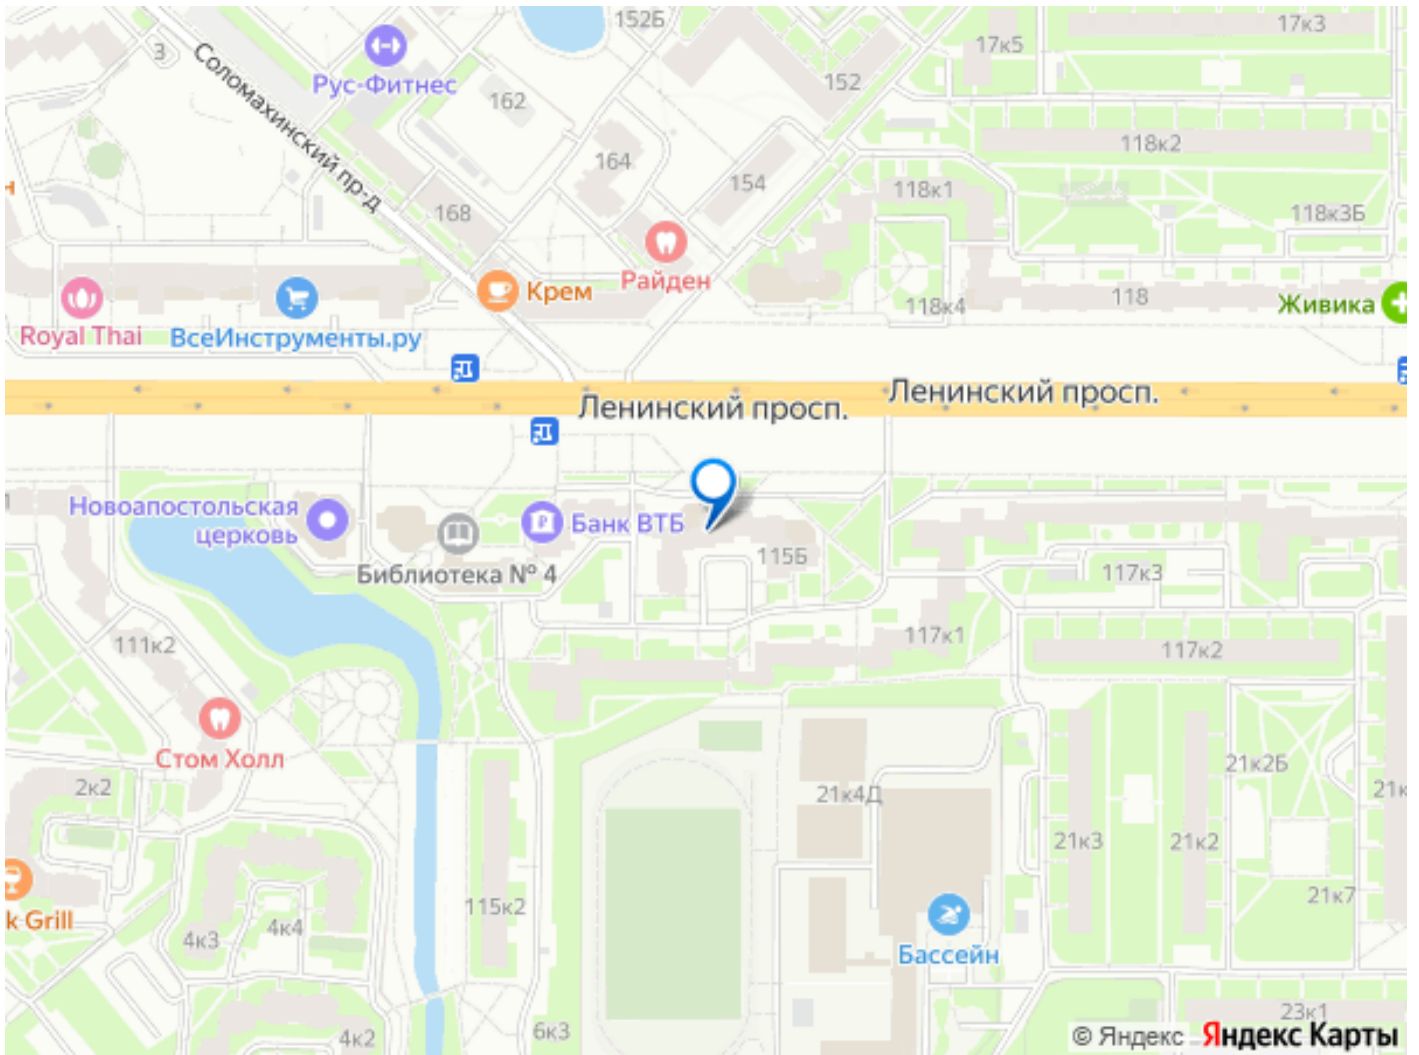 152Б
17к3
17к5
3
Соломахинский пр-д
Рус-Фитнес
162
152
118к2
164
154
118к1
168
118к3Б
Райден
Крем
118к4
118
Живика
Royal Thai
ВсеИнструменты.ру
Ленинский просп.
Ленинский просп.
Новоапостольская
церковь
Банк ВТБ
115Б
Библиотека № 4
117к3
111к2
117к1
117к2
Стом Холл
2к2
21к4Д
21к2Б
21к3
21к2
21к7
k Grill
115к2
4к3
4к4
Бассейн
4к2
6к3
23к1
© Яндекс
Яндекс Карты